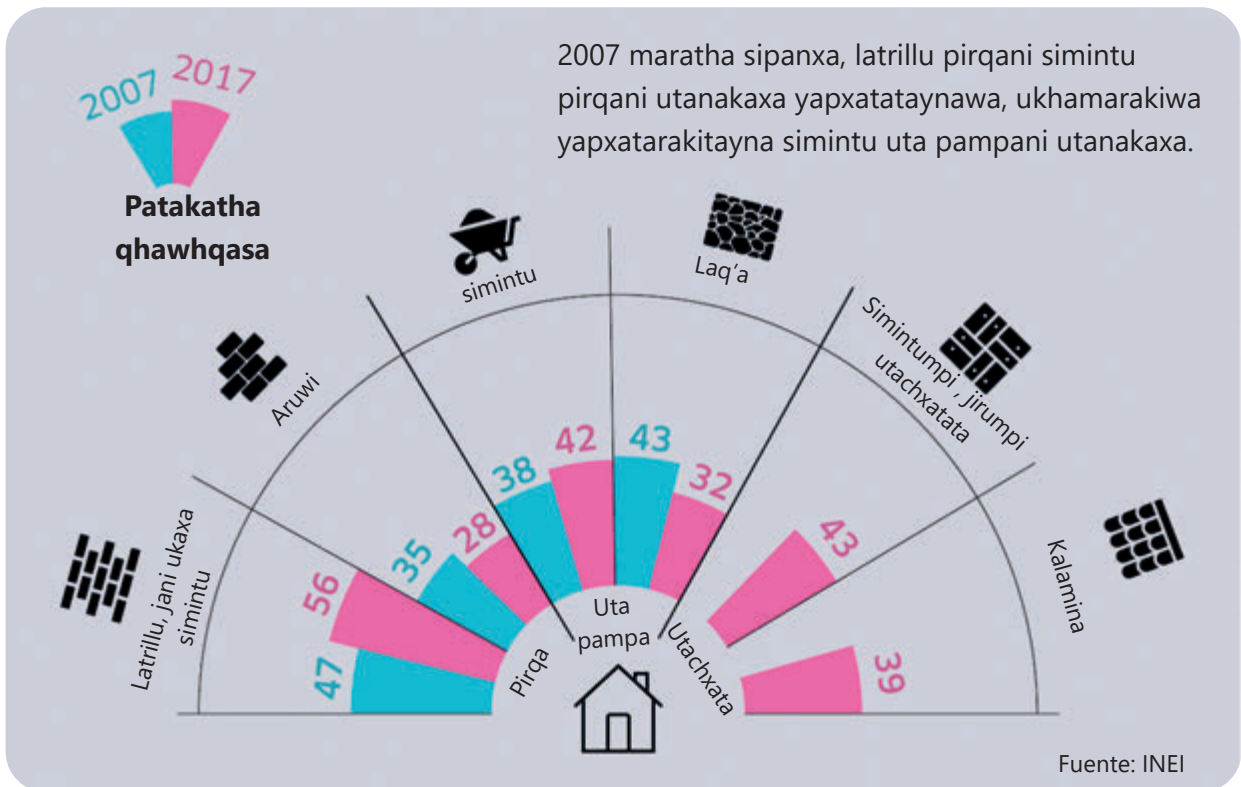 2007 2017
Patakatha
qhawhqasa
2007 maratha sipanxa, latrillu pirqani simintu
pirqani utanakaxa yapxatataynawa, ukhamarakiwa
yapxatarakitayna simintu uta pampani utanakaxa.
Latrillu, jani ukaxa
simintu
Aruwi
simintu
Laq’a
Simintumpi , jirumpi
utachxatata
Kalamina
47
56
35
28
38
42
43
32
43
39
Pirqa
Uta
pampa
Utachxata
Fuente: INEI